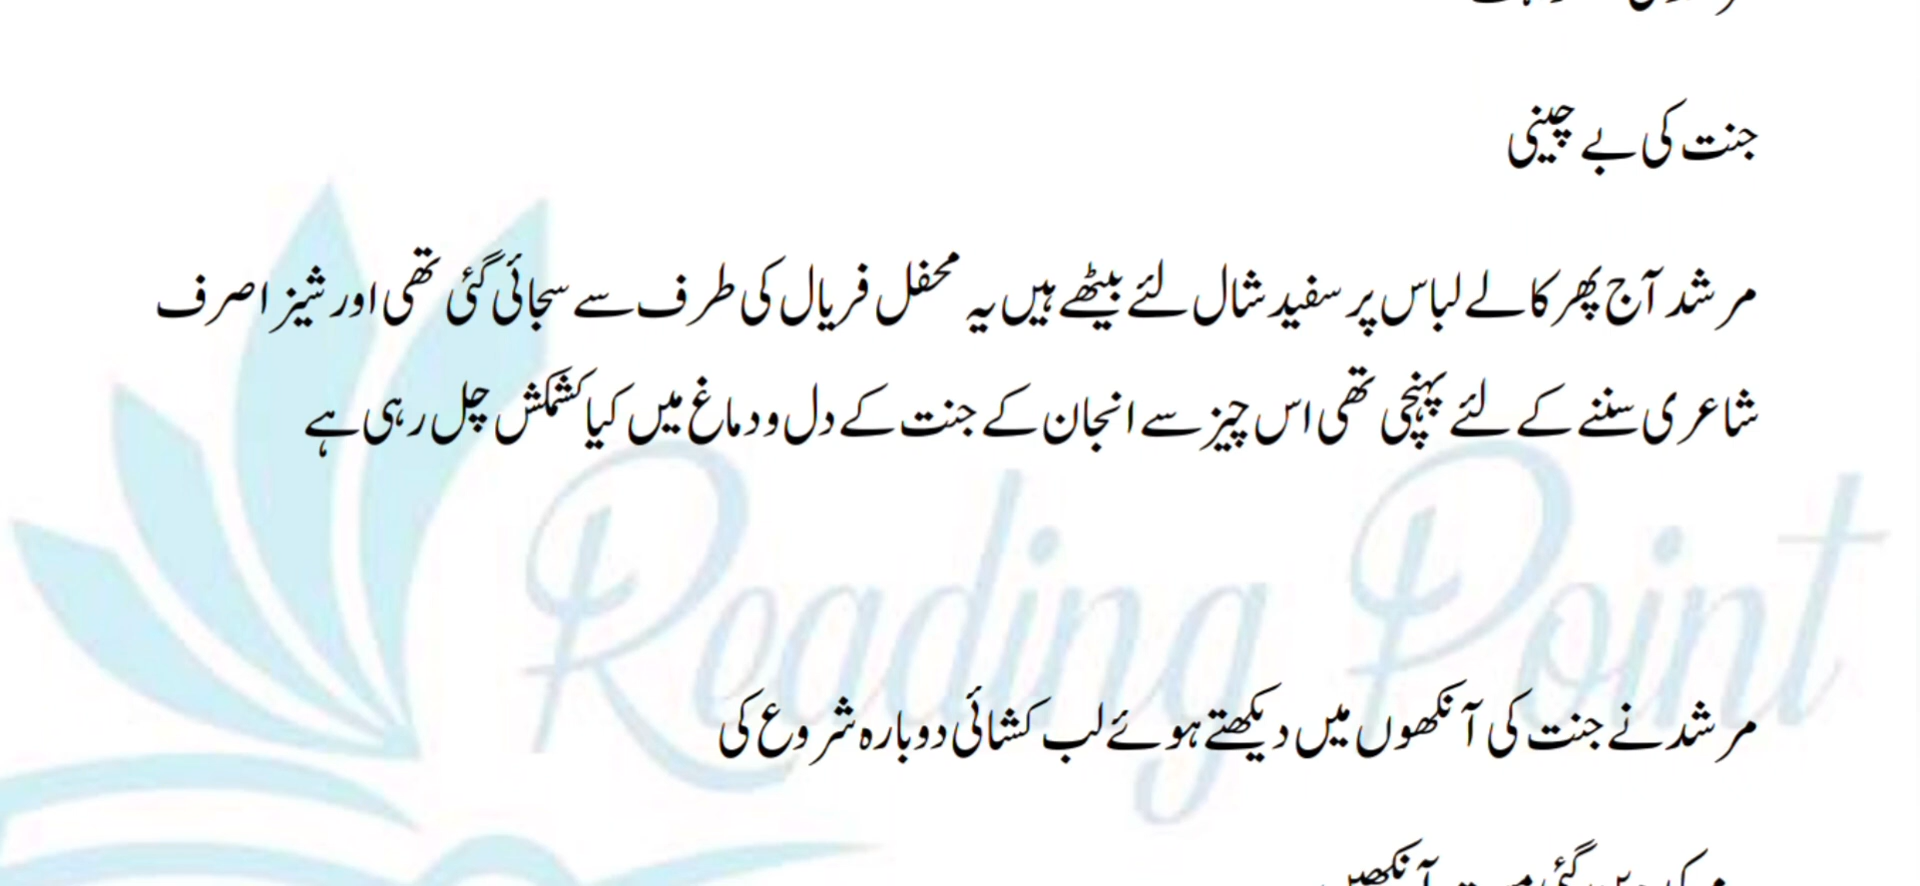 جنت کی بے چینی
مرشد آج پھر کالے لباس پر سفید شال لئے بیٹھے ہیں یہ محفل فریال کی طرف سے سجائی گئی تھی اور شیزا صرف
شاعری سننے کے لئے پہنچی تھی اس چیز سے انجان کے جنت کے دل و دماغ میں کیا کشمکش چل رہی ہے
Reading Point
مرشد نے جنت کی آنکھوں میں دیکھتے ہوئے لب کشائی دوبارہ شروع کی